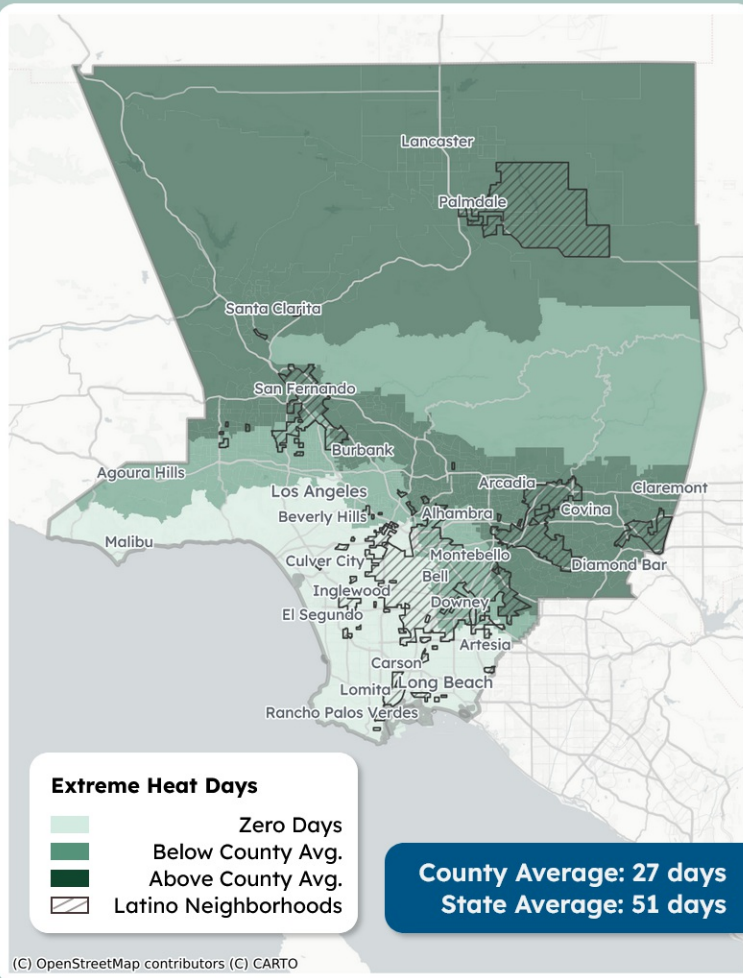 Lancaster
Palmdale
Santa Clarita
San Fernando
Burbank
Agoura Hills
Los Angeles
Arcadia
Claremont
Beverly Hills
Alhambra
Covina
Malibu
Culver City
Montebello
Diamond Bar
Bell
Inglewood
Downey
El Segundo
Artesia
Carson
Lomita
Long Beach
Rancho Palos Verdes
Extreme Heat Days
Zero Days
Below County Avg.
Above County Avg.
Latino Neighborhoods
County Average: 27 days
State Average: 51 days
(C) OpenStreetMap contributors (C) CARTO